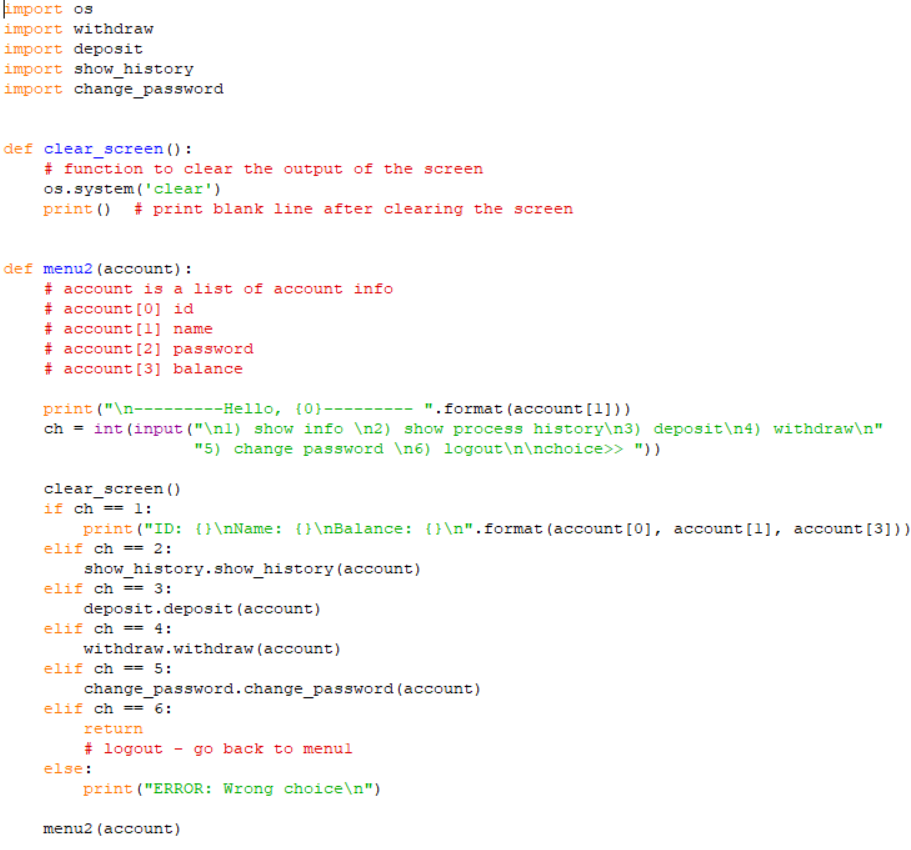 import os
import withdraw
import deposit
import show_history
import change_password
def clear_screen():
    # function to clear the output of the screen
    os.system('clear')
    print()  # print blank line after clearing the screen
def menu2(account):
    # account is a list of account info
    # account[0] id
    # account[1] name
    # account[2] password
    # account[3] balance
    print("\n---------Hello, {0}--------- ".format(account[1]))
    ch = int(input("\n1) show info \n2) show process history\n3) deposit\n4) withdraw\n"
                   "5) change password \n6) logout\n\nchoice>> "))
    clear_screen()
    if ch == 1:
        print("ID: {}\nName: {}\nBalance: {}\n".format(account[0], account[1], account[3]))
    elif ch == 2:
        show_history.show_history(account)
    elif ch == 3:
        deposit.deposit(account)
    elif ch == 4:
        withdraw.withdraw(account)
    elif ch == 5:
        change_password.change_password(account)
    elif ch == 6:
        return
        # logout - go back to menu1
    else:
        print("ERROR: Wrong choice\n")
    menu2(account)